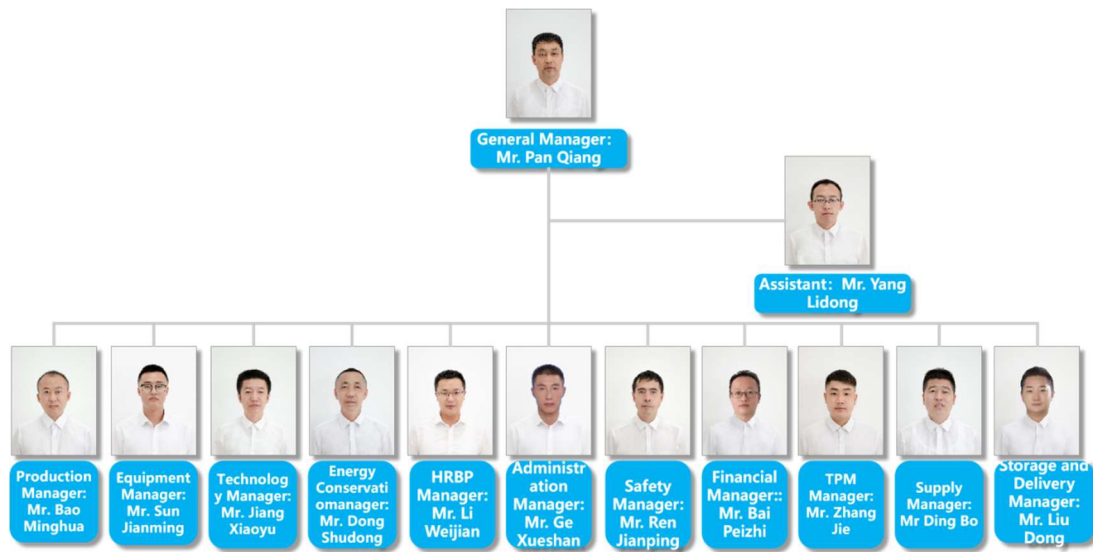 General Manager：
Mr. Pan Qiang
Assistant：Mr. Yang
Lidong
Production
Manager:
Mr. Bao
Minghua
Equipment
Manager:
Mr. Sun
Jianming
Technolog
y Manager:
Mr. Jiang
Xiaoyu
Energy
Conservati
omanager:
Mr. Dong
Shudong
HRBP
Manager:
Mr. Li
Weijian
Administr
ation
Manager:
Mr. Ge
Xueshan
Safety
Manager:
Mr. Ren
Jianping
Financial
Manager::
Mr. Bai
Peizhi
TPM
Manager:
Mr. Zhang
Jie
Supply
Manager:
Mr Ding Bo
Storage and
Delivery
Manager:
Mr. Liu
Dong